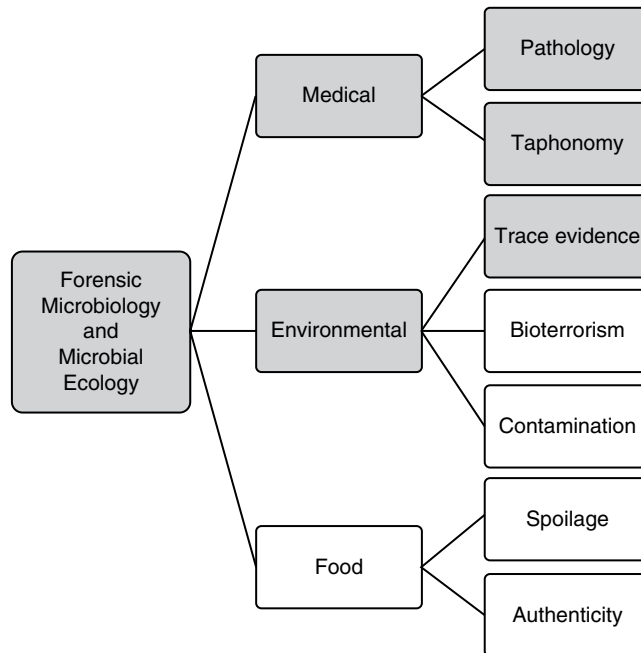 Forensic
Microbiology
and
Microbial
Ecology
Medical
Pathology
Taphonomy
Environmental
Trace evidence
Bioterrorism
Contamination
Food
Spoilage
Authenticity